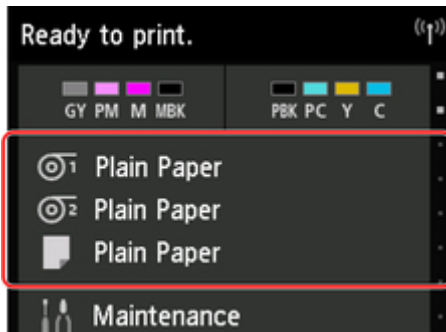 Ready to print.
GY PM M MBK PBK PC Y C
1 Plain Paper
2 Plain Paper
Plain Paper
Maintenance